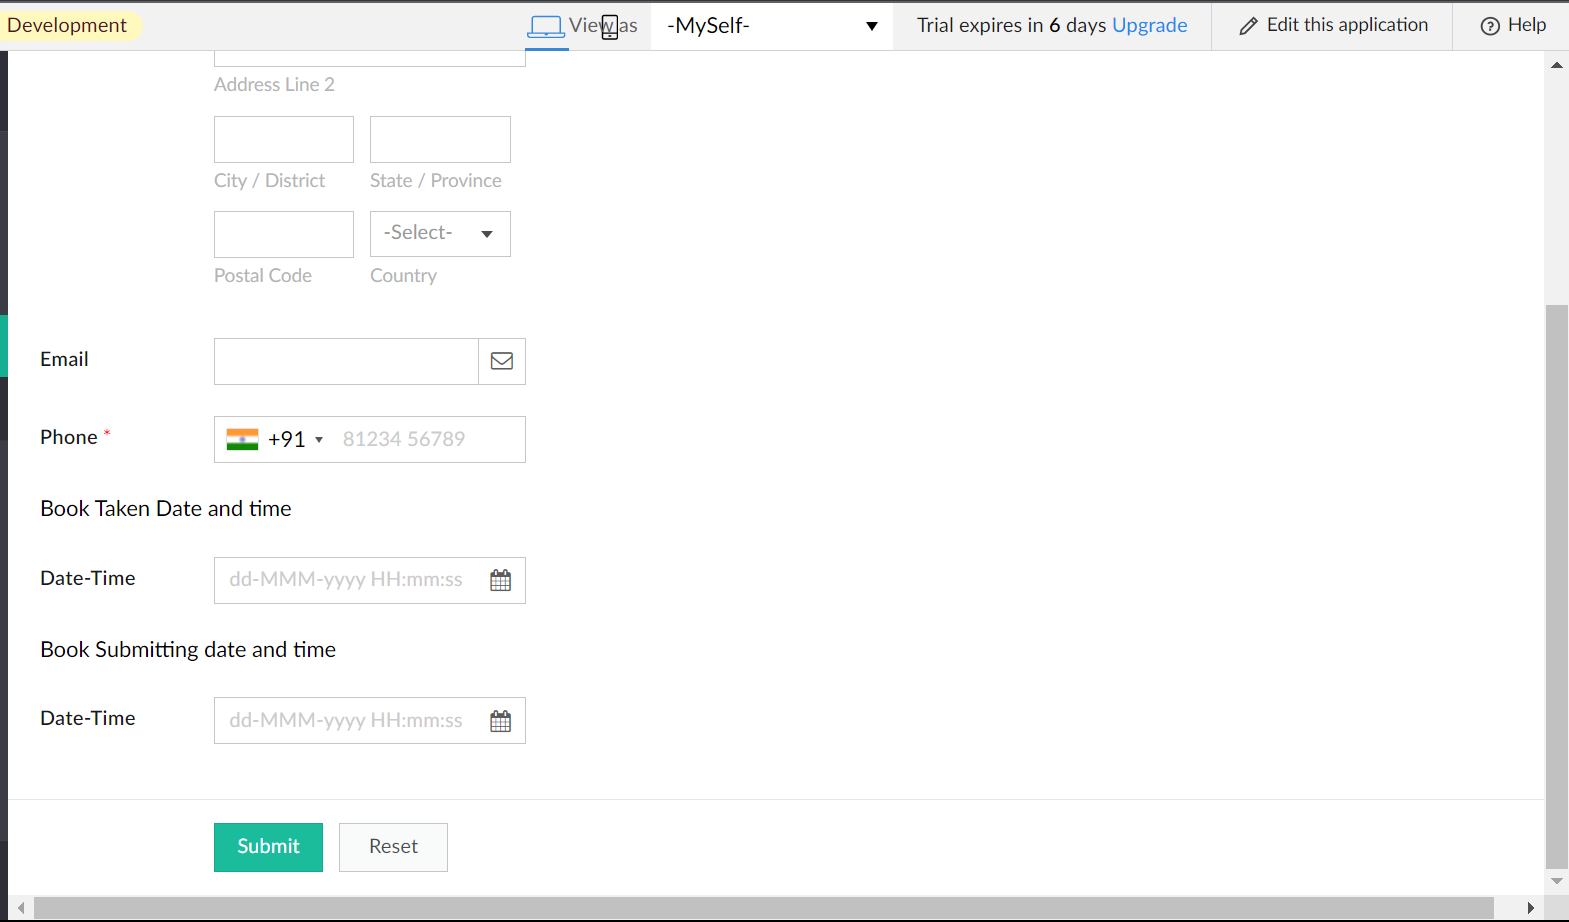 Development
View as
-MySelf-
Trial expires in 6 days Upgrade
Edit this application
Help
Address Line 2
City / District
State / Province
-Select-
Postal Code
Country
Email
Phone *
+91
81234 56789
Book Taken Date and time
Date-Time
dd-MMM-yyyy HH:mm:ss
Book Submitting date and time
Date-Time
dd-MMM-yyyy HH:mm:ss
Submit
Reset